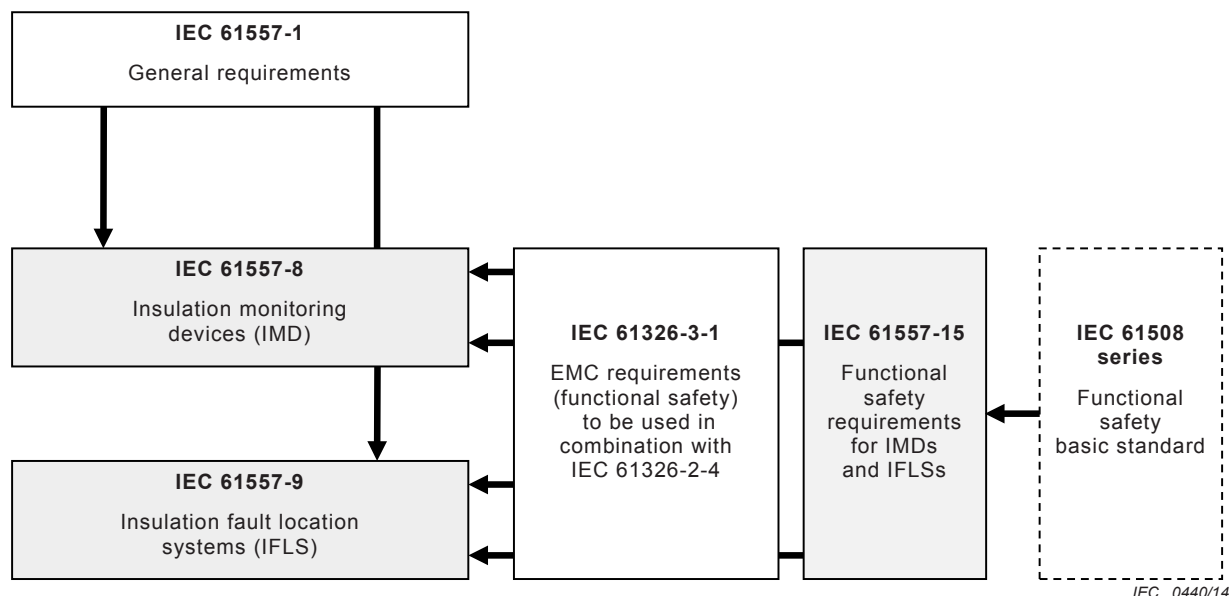 IEC 61557-1
General requirements
IEC 61557-8
Insulation monitoring
devices (IMD)
IEC 61557-9
Insulation fault location
systems (IFLS)
IEC 61326-3-1
EMC requirements
(functional safety)
to be used in
combination with
IEC 61326-2-4
IEC 61557-15
Functional
safety
requirements
for IMDs
and IFLSs
IEC 61508
series
Functional
safety
basic standard
IEC 0440/14